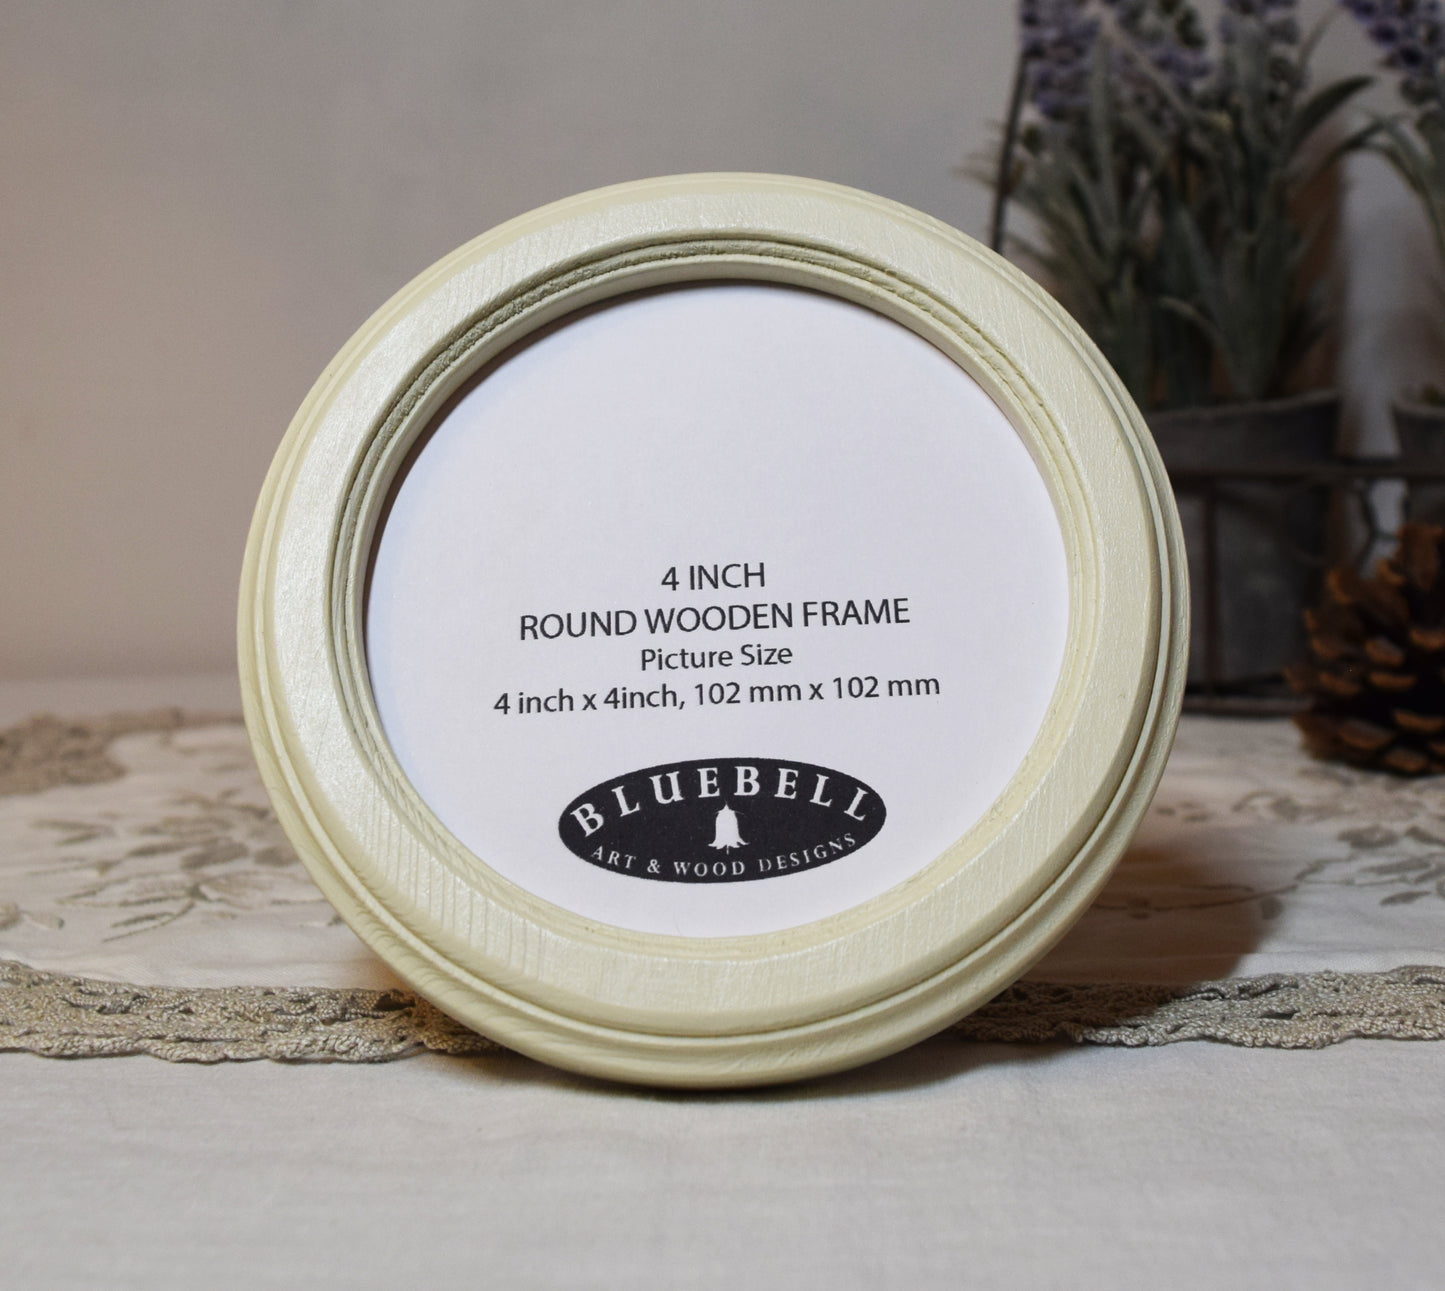 4 INCH
ROUND WOODEN FRAME
Picture Size
4 inch x 4inch, 102 mm x 102 mm
BLUEBELL
ART & WOOD DESIGNS